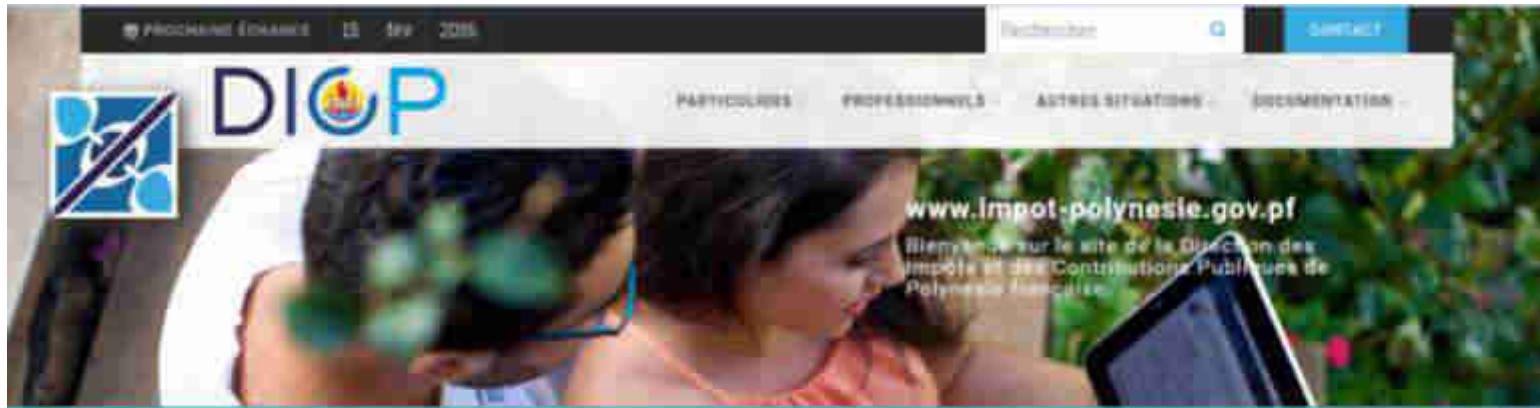 PROCHAINE ÉCHANCE 15 fév 2016
Rechercher
CONTACT
DICP
PARTICULIERS
PROFESSIONNELS
AUTRES SITUATIONS
DOCUMENTATION
www.impot-polynesie.gov.pf
Bienvenue sur le site de la Direction des
Impôts et des Contributions Publiques de
Polynésie française